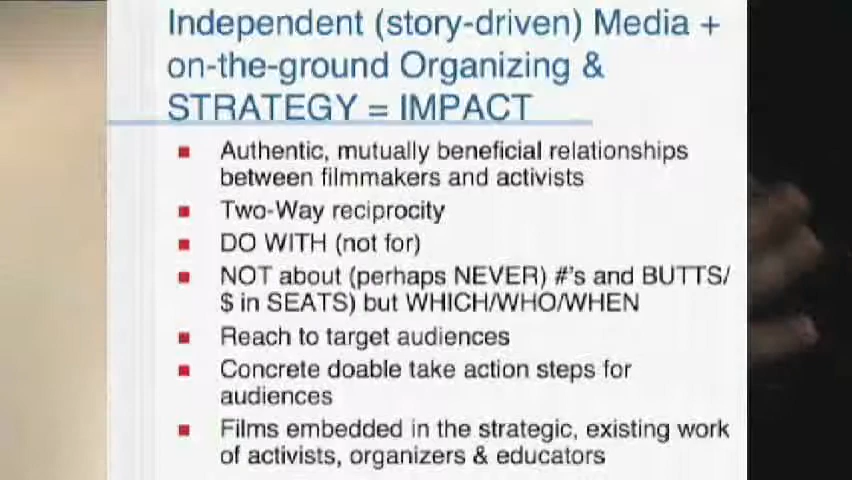 Independent (story-driven) Media +
on-the-ground Organizing &
STRATEGY = IMPACT
Authentic, mutually beneficial relationships
between filmmakers and activists
Two-Way reciprocity
DO WITH (not for)
NOT about (perhaps NEVER) #'s and BUTTS/
$ in SEATS) but WHICH/WHO/WHEN
Reach to target audiences
Concrete doable take action steps for
audiences
Films embedded in the strategic, existing work
of activists, organizers & educators